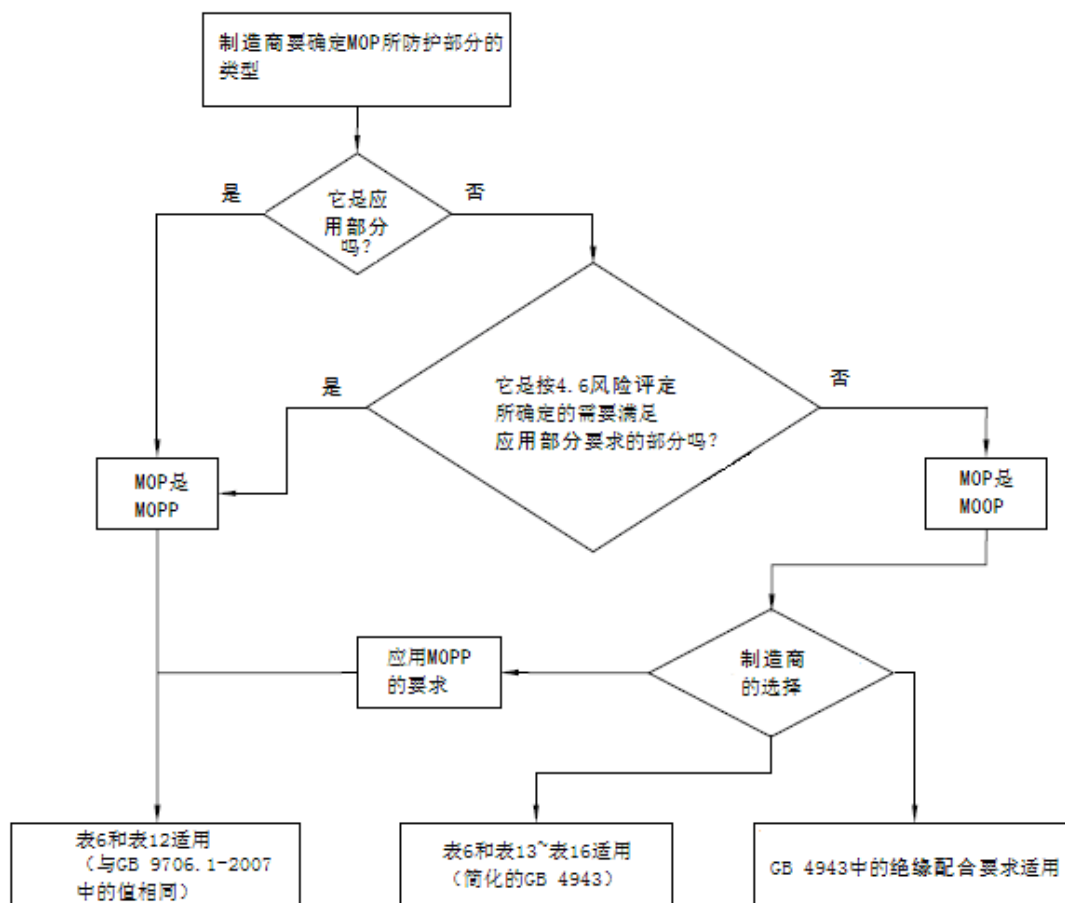 制造商要确定MOP所防护部分的
类型
是
否
它是应
用部分
吗?
是
否
它是按4.6风险评定
所确定的需要满足
应用部分要求的部分吗?
MOP是
MOPP
MOP是
MOOP
应用MOPP
的要求
制造商
的选择
表6和表12适用
(与GB 9706.1-2007
中的值相同)
表6和表13~表16适用
(简化的GB 4943)
GB 4943中的绝缘配合要求适用